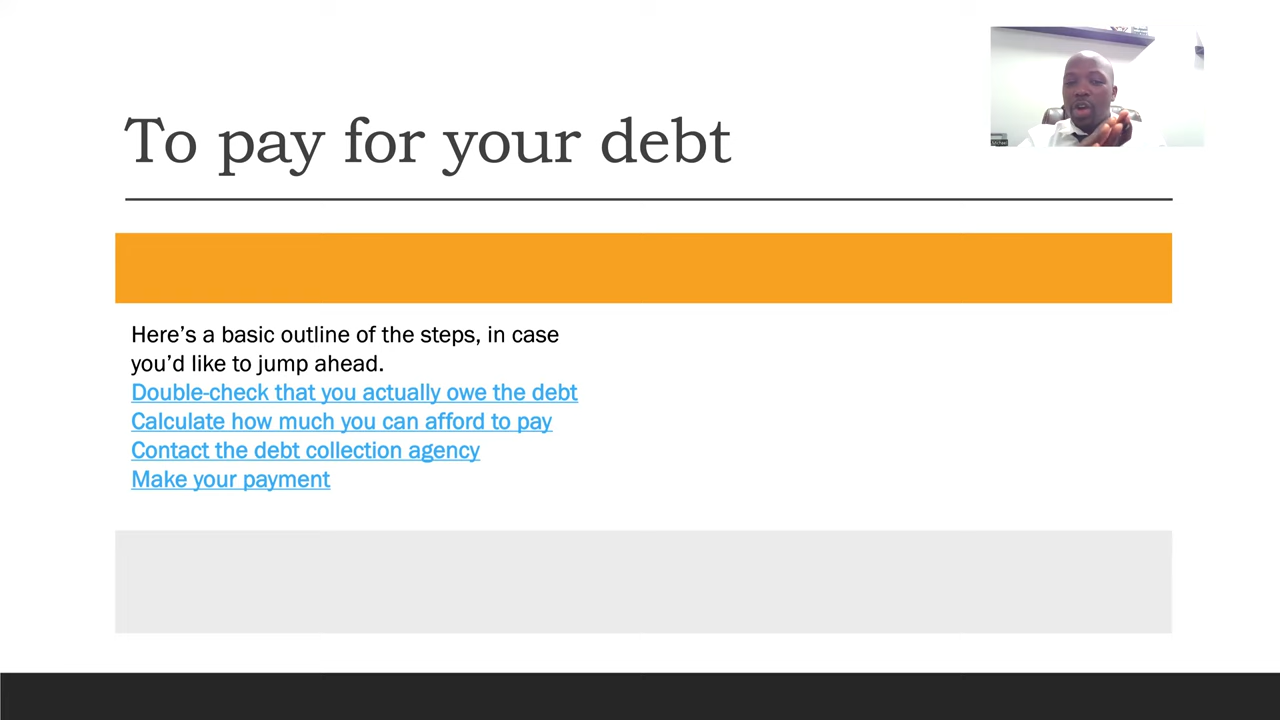 To pay for your debt
Here’s a basic outline of the steps, in case
you’d like to jump ahead.
Double-check that you actually owe the debt
Calculate how much you can afford to pay
Contact the debt collection agency
Make your payment